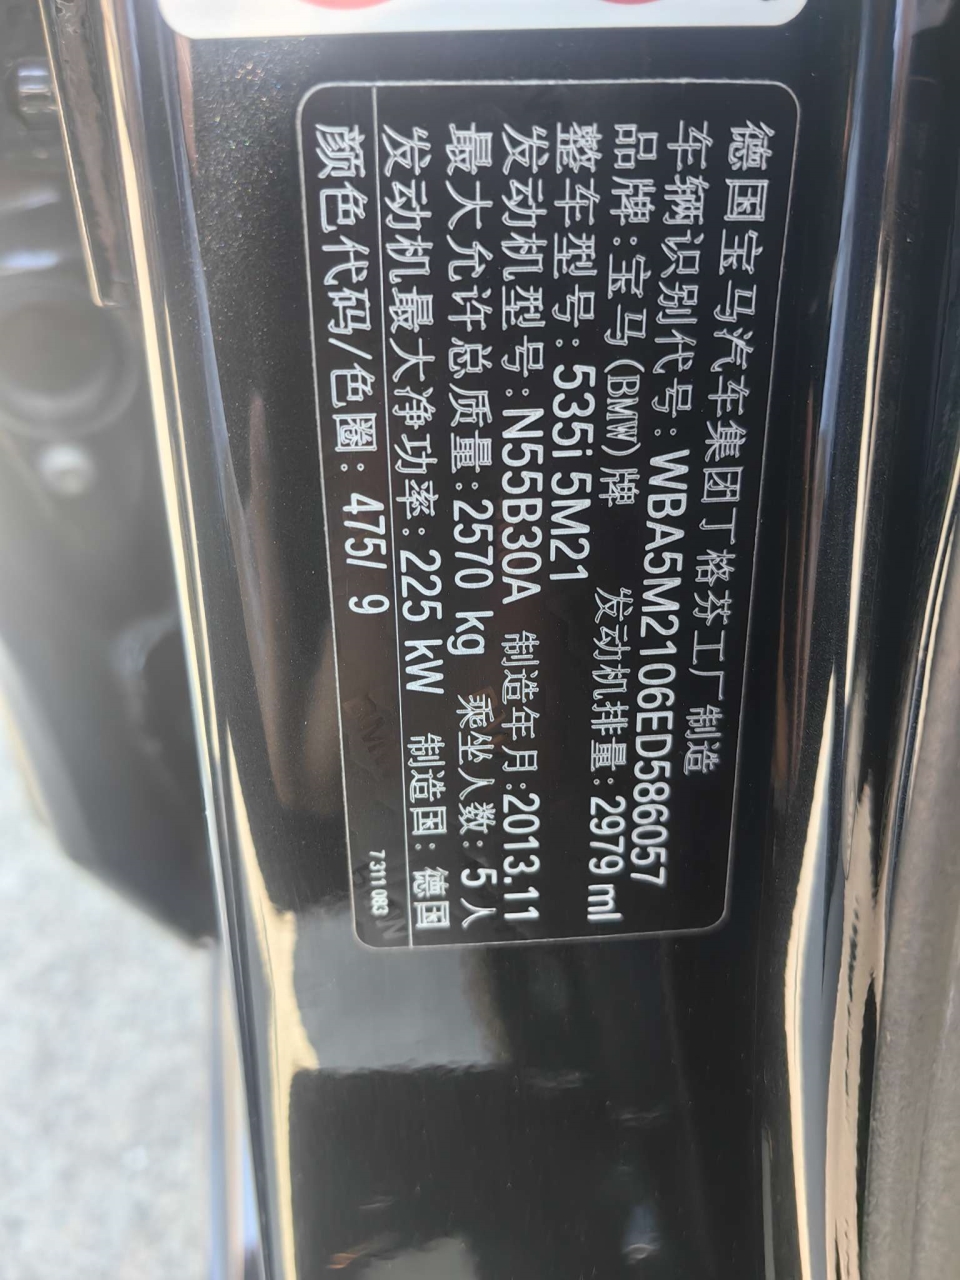 德国宝马汽车集团丁格芬工厂制造
车辆识别代号:WBA5M2106ED586057
品牌:宝马(BMW)牌 发动机排量:2979 ml
整车型号:535i 5M21
发动机型号:N55B30A 制造年月:2013.11
最大允许总质量:2570 kg 乘坐人数:5人
发动机最大净功率:225 kW 制造国:德国
颜色代码/色圈:475/ 9
7 311 083